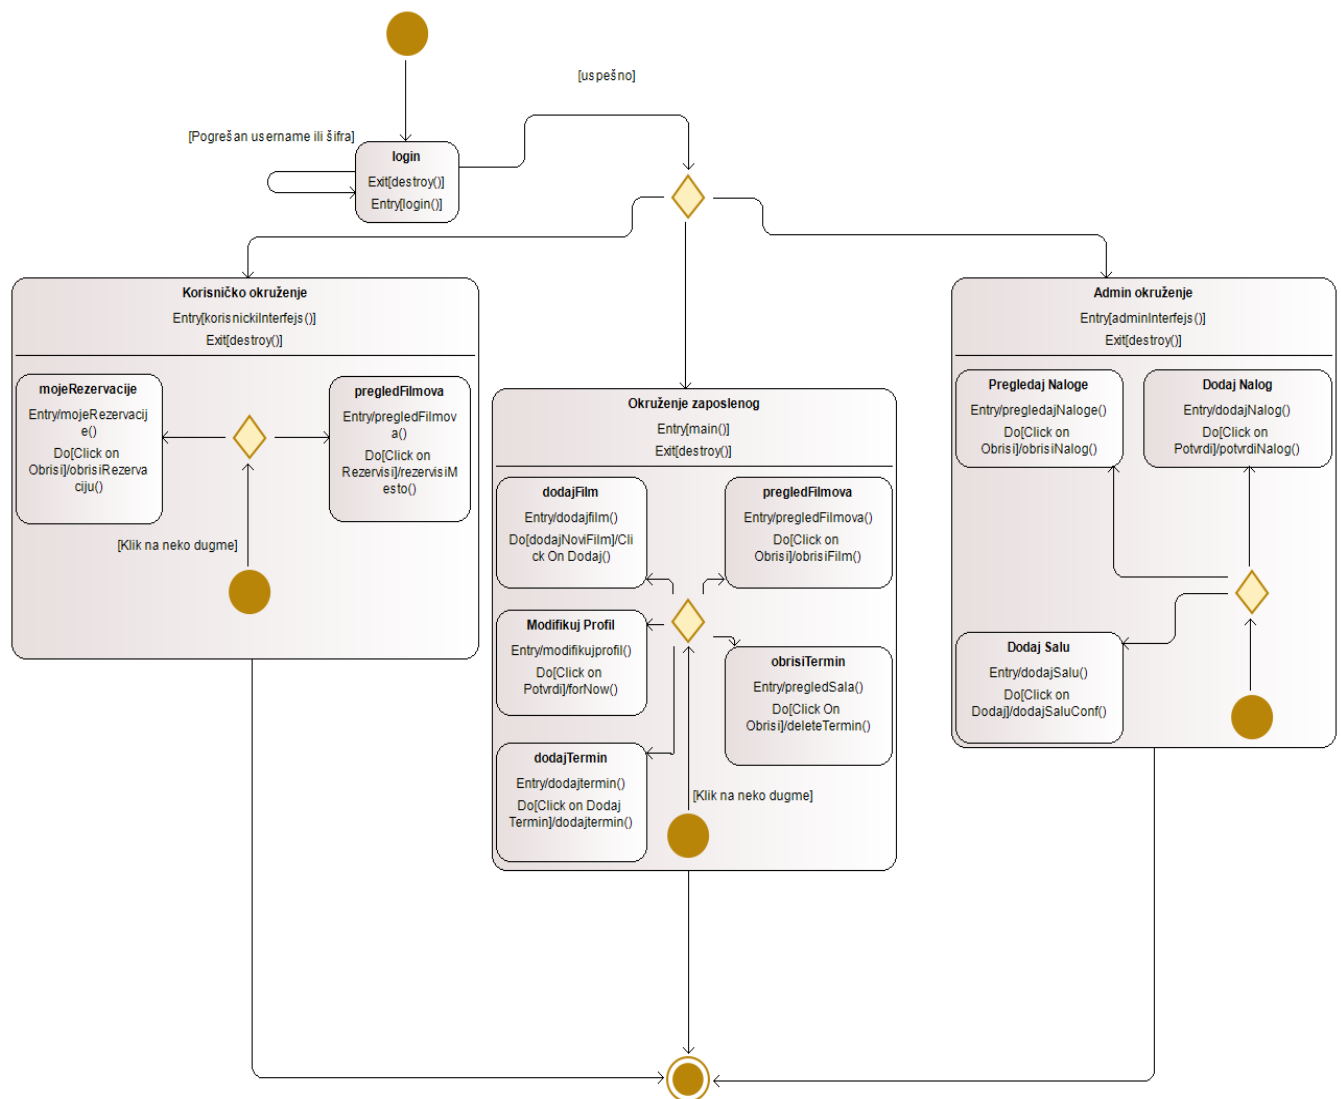 [uspešno]
[Pogrešan username ili šifra]
login
Exit[destroy()]
Entry[login()]
Korisničko okruženje
Entry[korisnickiInterfejs()]
Exit[destroy()]
mojeRezervacije
Entry/mojeRezervacij
e()
Do[Click on
Obrisi]/obrisiRezerva
ciju()
pregledFilmova
Entry/pregledFilmov
a()
Do[Click on
Rezervisi]/rezervisiM
esto()
[Klik na neko dugme]
Okruženje zaposlenog
Entry[main()]
Exit[destroy()]
dodajFilm
Entry/dodajfilm()
Do[dodajNoviFilm]/Cli
ck On Dodaj()
pregledFilmova
Entry/pregledFilmova()
Do[Click on
Obrisi]/obrisiFilm()
Modifikuj Profil
Entry/modifikujprofil()
Do[Click on
Potvrdi]/forNow()
obrisiTermin
Entry/pregledSala()
Do[Click On
Obrisi]/deleteTermin()
dodajTermin
Entry/dodajtermin()
Do[Click on Dodaj
Termin]/dodajtermin()
[Klik na neko dugme]
Admin okruženje
Entry[adminInterfejs()]
Exit[destroy()]
Pregledaj Naloge
Entry/pregledajNaloge()
Do[Click on
Obrisi]/obrisiNalog()
Dodaj Nalog
Entry/dodajNalog()
Do[Click on
Potvrdi]/potvrdiNalog()
Dodaj Salu
Entry/dodajSalu()
Do[Click on
Dodaj]/dodajSaluConf()